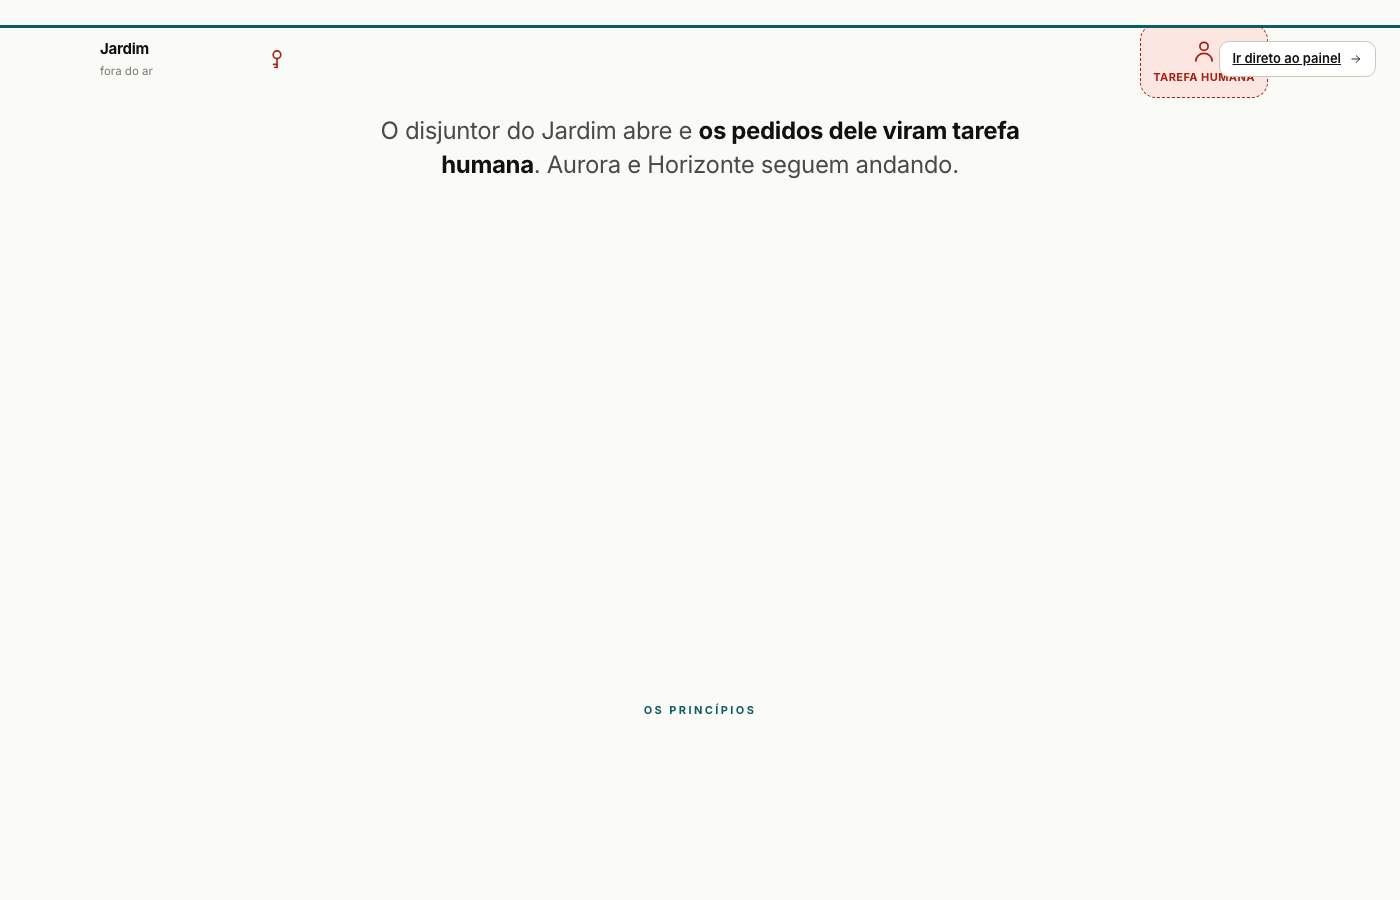 Jardim
fora do ar
TAREFA HUMANA
Ir direto ao painel →
O disjuntor do Jardim abre e os pedidos dele viram tarefa
humana. Aurora e Horizonte seguem andando.
OS PRINCÍPIOS